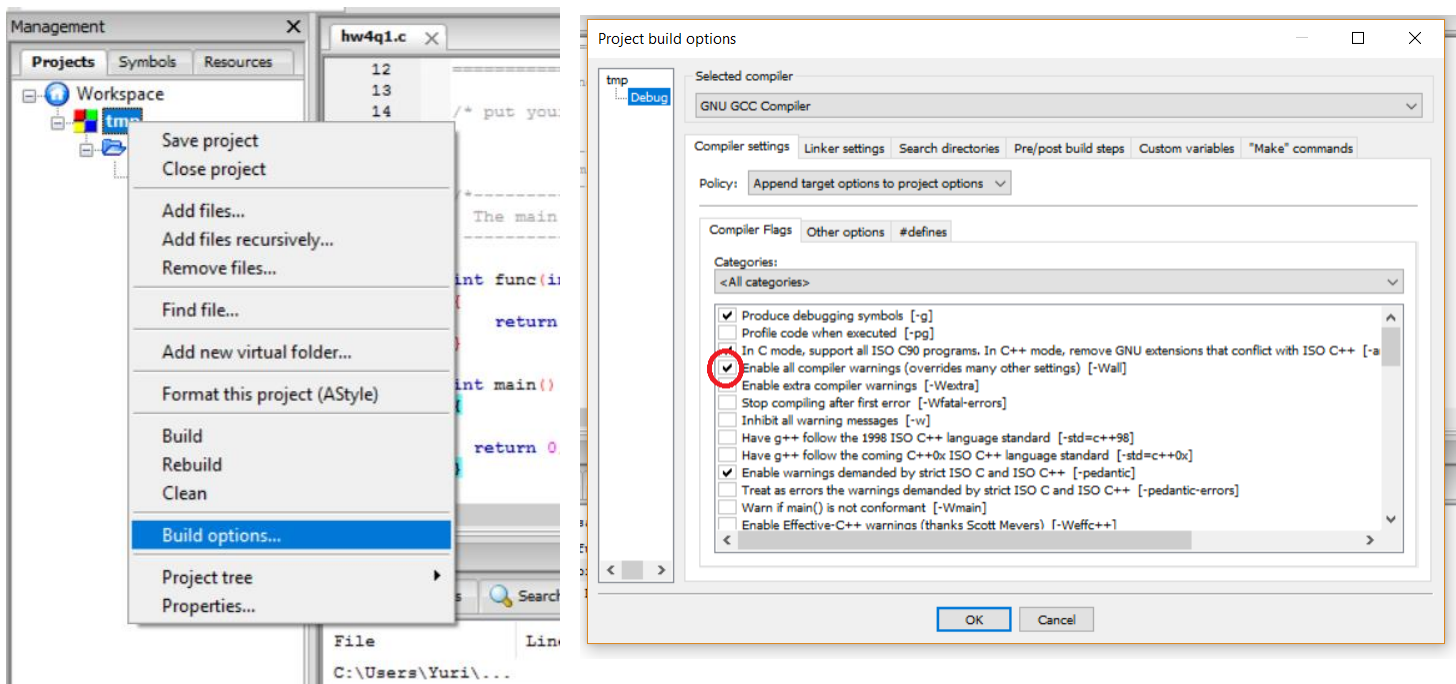 Management
Projects
Symbols
Resources
Workspace
tmp
Save project
Close project
Add files...
Add files recursively...
Remove files...
Find file...
Add new virtual folder...
Format this project (AStyle)
Build
Rebuild
Clean
Build options...
Project tree
Properties...
hw4q1.c
12 ============
13
14 /* put your
/*----------
The main
----------
int func(in
{
return
}
int main()
{
return 0
}
Search
File Line
C:\Users\Yuri\...
Project build options
tmp
Debug
Selected compiler
GNU GCC Compiler
Compiler settings
Linker settings
Search directories
Pre/post build steps
Custom variables
"Make" commands
Policy:
Append target options to project options
Compiler Flags
Other options
#defines
Categories:
<All categories>
Produce debugging symbols [-g]
Profile code when executed [-pg]
In C mode, support all ISO C90 programs. In C++ mode, remove GNU extensions that conflict with ISO C++ [-a
Enable all compiler warnings (overrides many other settings) [-Wall]
Enable extra compiler warnings [-Wextra]
Stop compiling after first error [-Wfatal-errors]
Inhibit all warning messages [-w]
Have g++ follow the 1998 ISO C++ language standard [-std=c++98]
Have g++ follow the coming C++0x ISO C++ language standard [-std=c++0x]
Enable warnings demanded by strict ISO C and ISO C++ [-pedantic]
Treat as errors the warnings demanded by strict ISO C and ISO C++ [-pedantic-errors]
Warn if main() is not conformant [-Wmain]
Enable Effective-C++ warnings (thanks Scott Meyers) [-Weffc++]
OK
Cancel